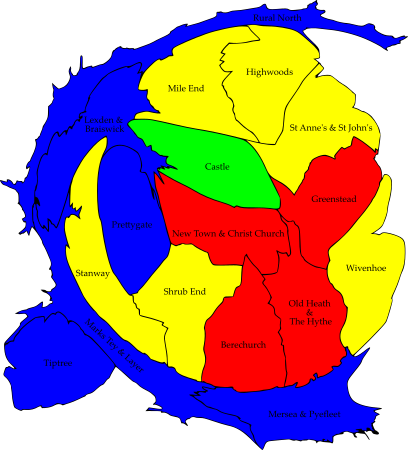 Rural North
Highwoods
Mile End
Lexden &
Braiswick
St Anne's & St John's
Castle
Greenstead
Prettygate
New Town & Christ Church
Stanway
Wivenhoe
Shrub End
Old Heath
&
The Hythe
Marks Tey & Layer
Berechurch
Tiptree
Mersea & Pyefleet